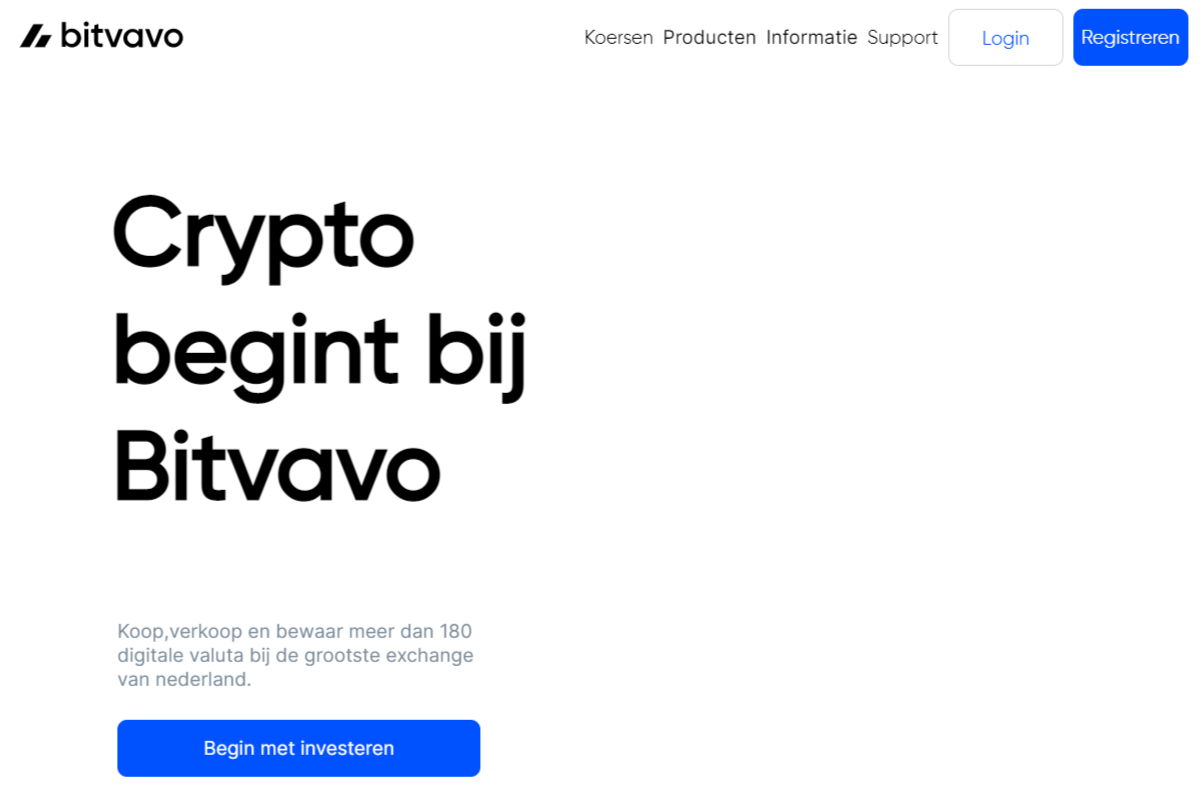 bitvavo
Koersen Producten Informatie Support Login Registreren
Crypto
begint bij
Bitvavo
Koop,verkoop en bewaar meer dan 180
digitale valuta bij de grootste exchange
van nederland.
Begin met investeren